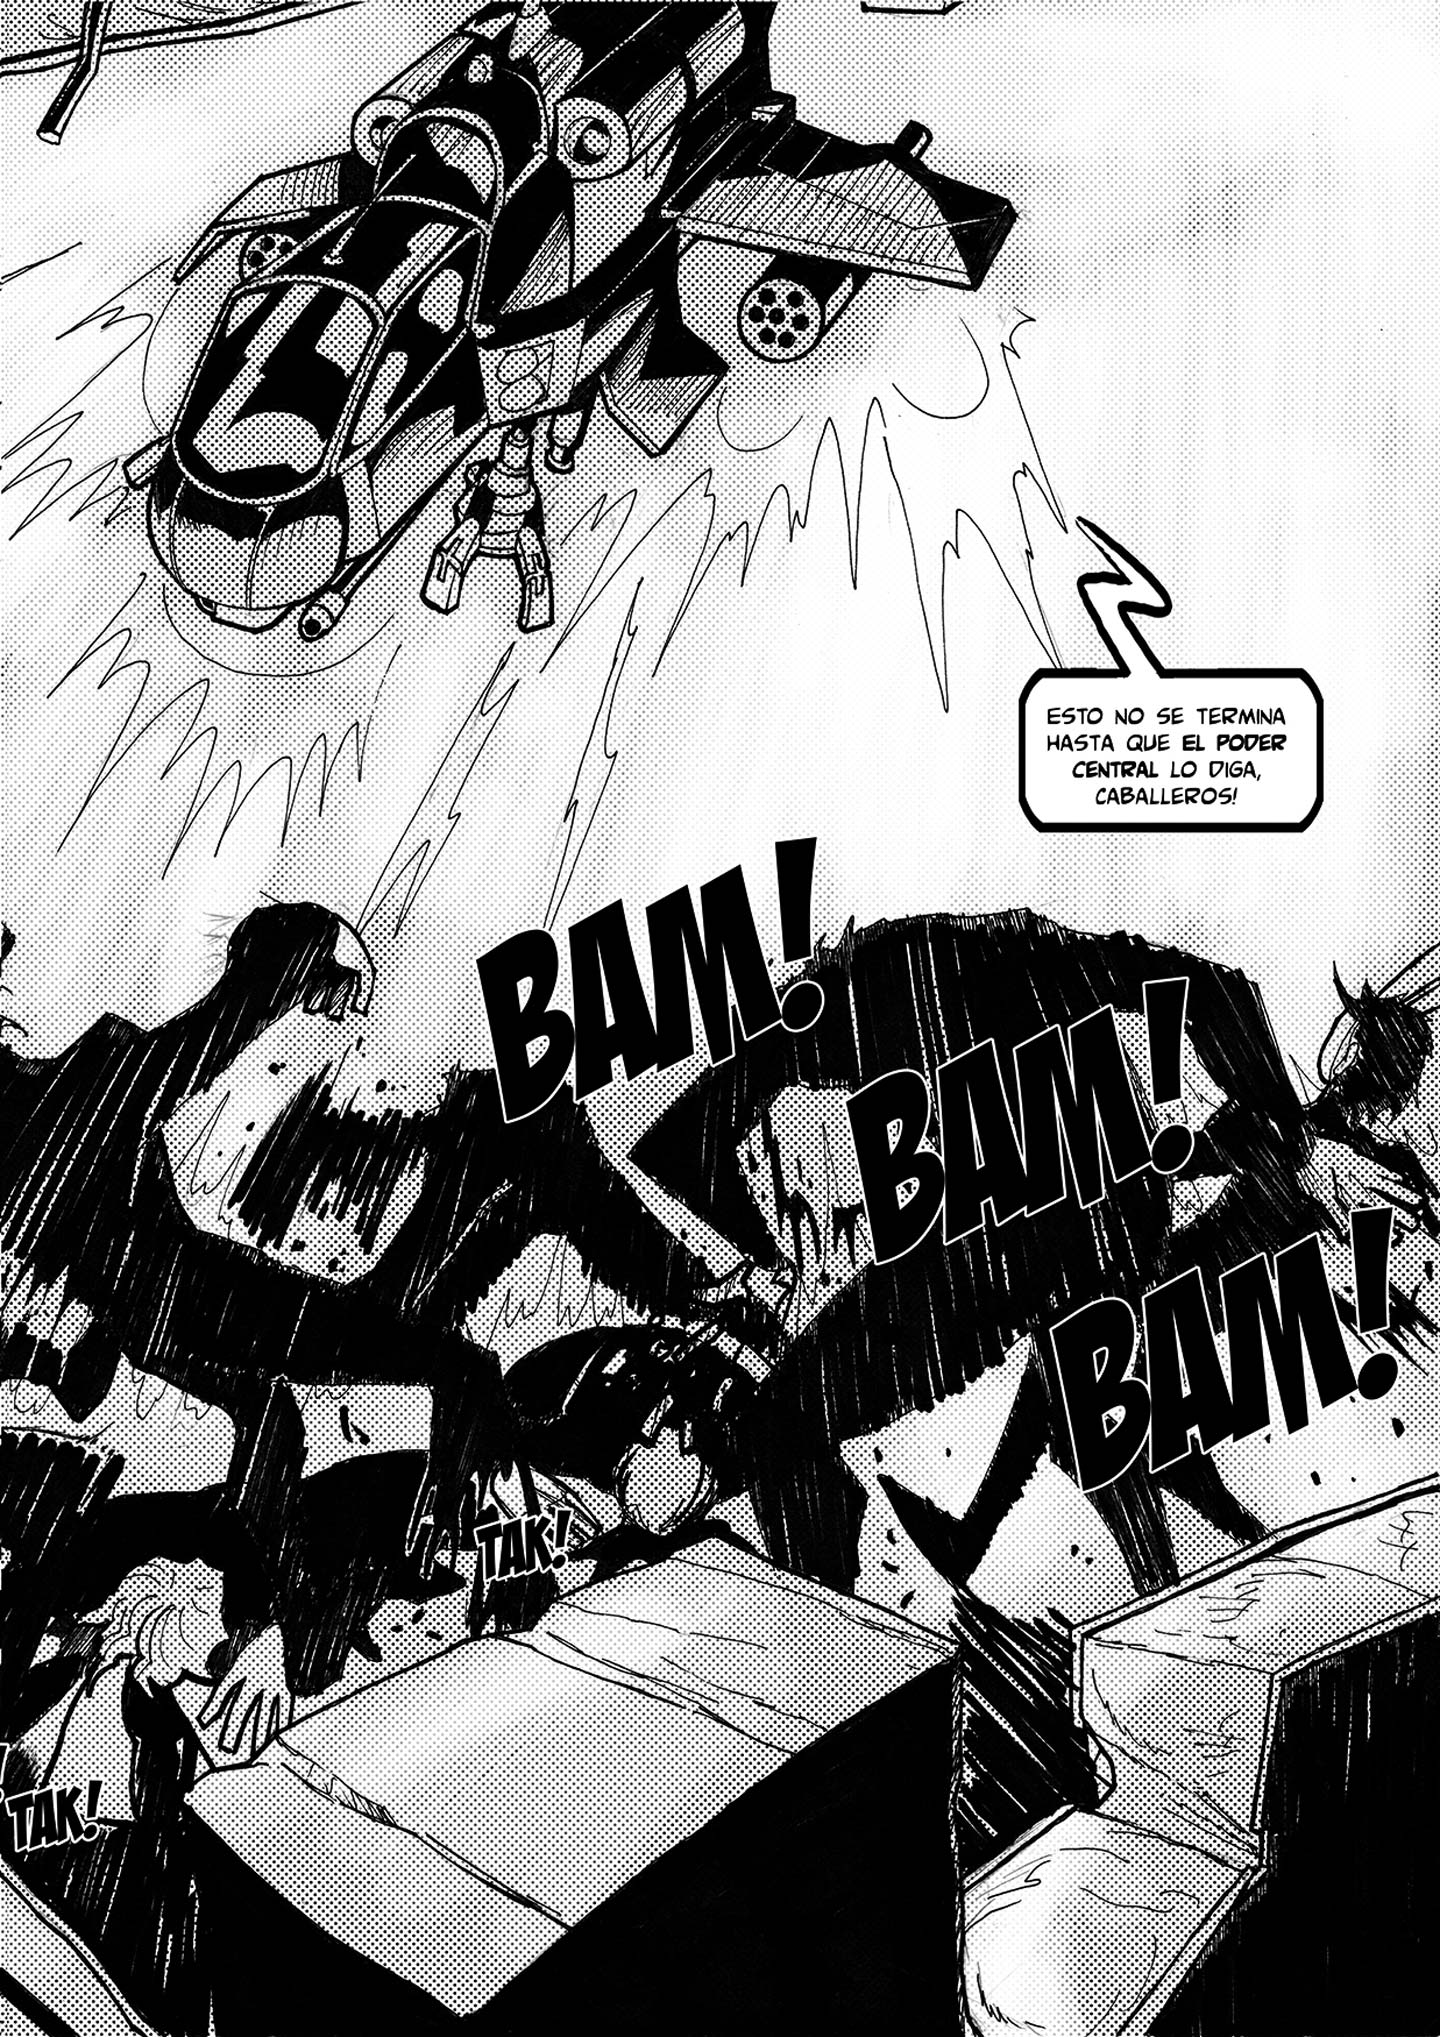 ESTO NO SE TERMINA
HASTA QUE EL PODER
CENTRAL LO DIGA,
CABALLEROS!
BAM!
BAM!
BAM!
TAK!
TAK!